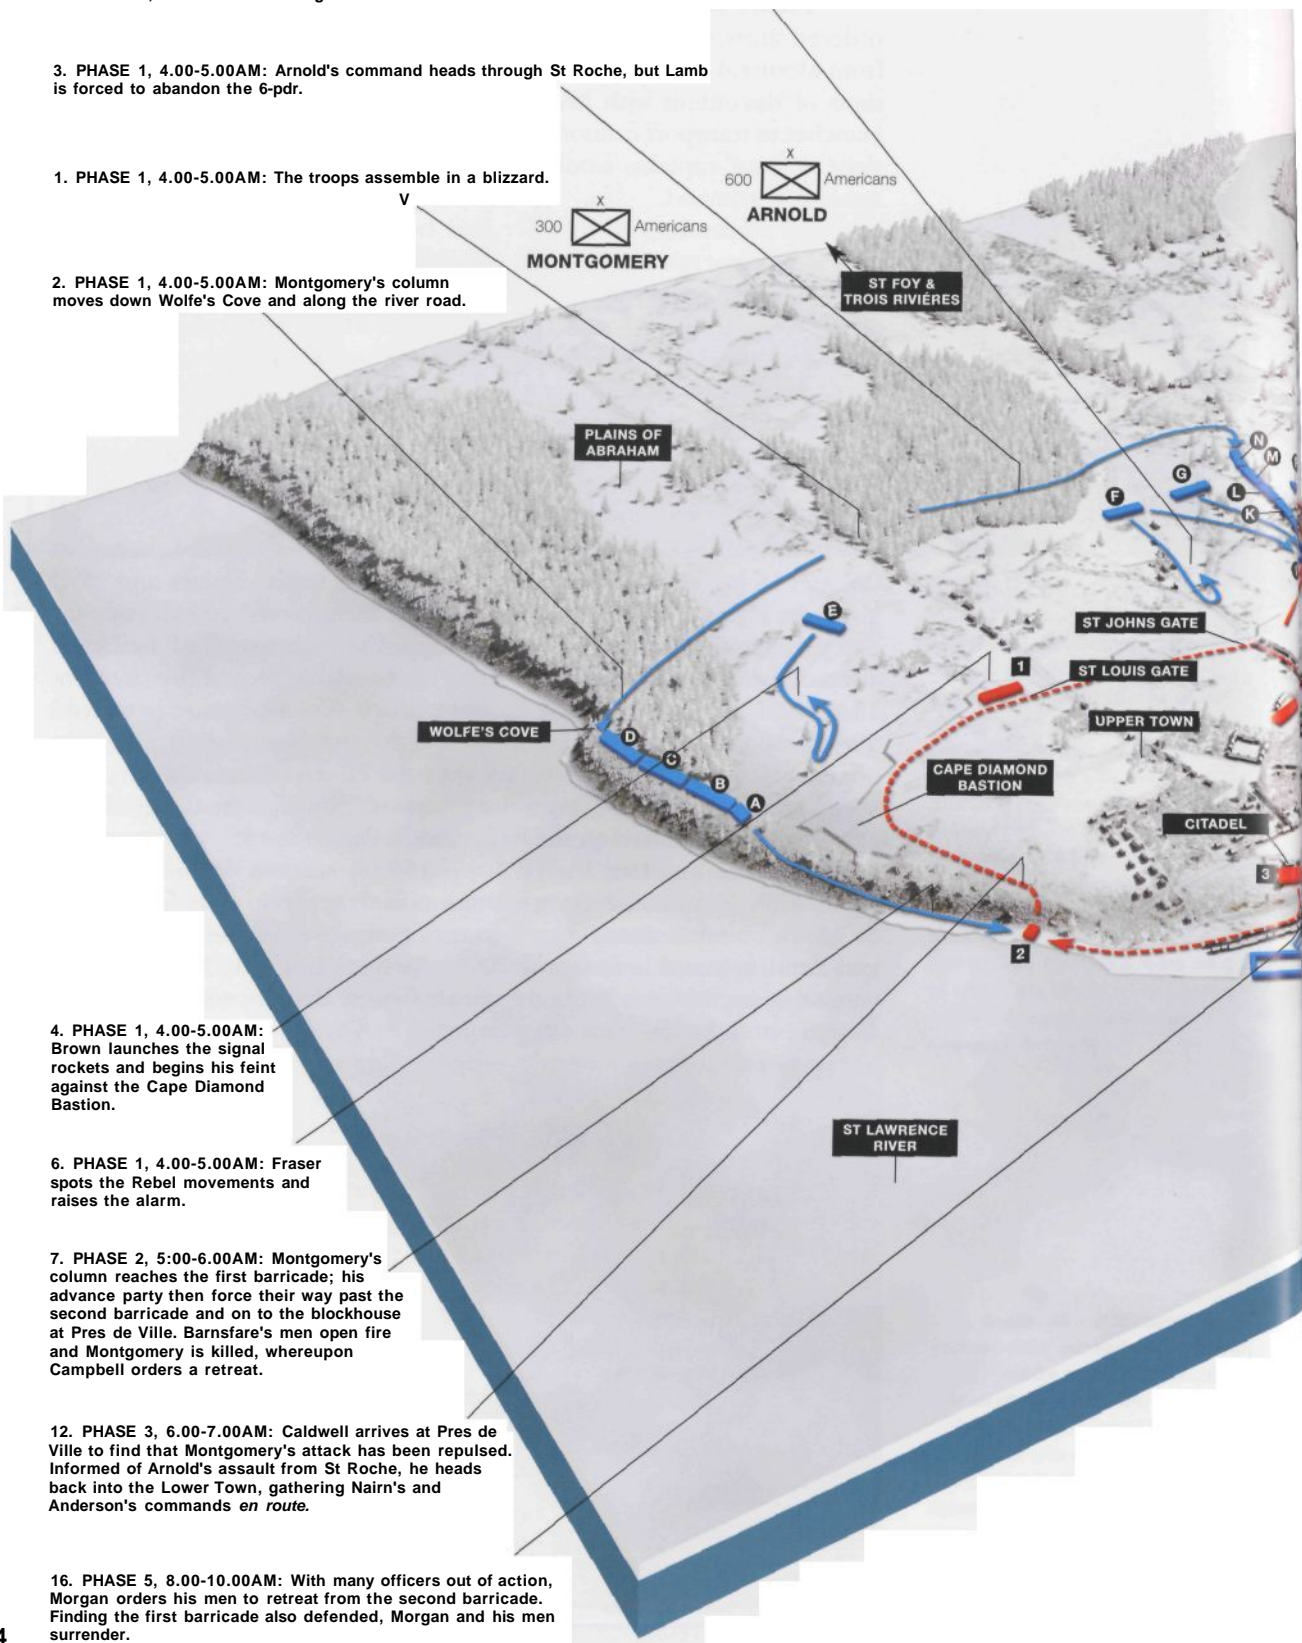 3. PHASE 1, 4.00-5.00AM: Arnold's command heads through St Roche, but Lamb
is forced to abandon the 6-pdr.
1. PHASE 1, 4.00-5.00AM: The troops assemble in a blizzard.
V
X
600 Americans
ARNOLD
X
300 Americans
MONTGOMERY
2. PHASE 1, 4.00-5.00AM: Montgomery's column
moves down Wolfe's Cove and along the river road.
ST FOY &
TROIS RIVIÉRES
PLAINS OF
ABRAHAM
N
M
G
L
F
K
E
ST JOHNS GATE
1
ST LOUIS GATE
UPPER TOWN
WOLFE'S COVE
D
C
B
A
CAPE DIAMOND
BASTION
CITADEL
3
2
4. PHASE 1, 4.00-5.00AM:
Brown launches the signal
rockets and begins his feint
against the Cape Diamond
Bastion.
ST LAWRENCE
RIVER
6. PHASE 1, 4.00-5.00AM: Fraser
spots the Rebel movements and
raises the alarm.
7. PHASE 2, 5:00-6.00AM: Montgomery's
column reaches the first barricade; his
advance party then force their way past the
second barricade and on to the blockhouse
at Pres de Ville. Barnsfare's men open fire
and Montgomery is killed, whereupon
Campbell orders a retreat.
12. PHASE 3, 6.00-7.00AM: Caldwell arrives at Pres de
Ville to find that Montgomery's attack has been repulsed.
Informed of Arnold's assault from St Roche, he heads
back into the Lower Town, gathering Nairn's and
Anderson's commands en route.
16. PHASE 5, 8.00-10.00AM: With many officers out of action,
Morgan orders his men to retreat from the second barricade.
Finding the first barricade also defended, Morgan and his men
surrender.
4